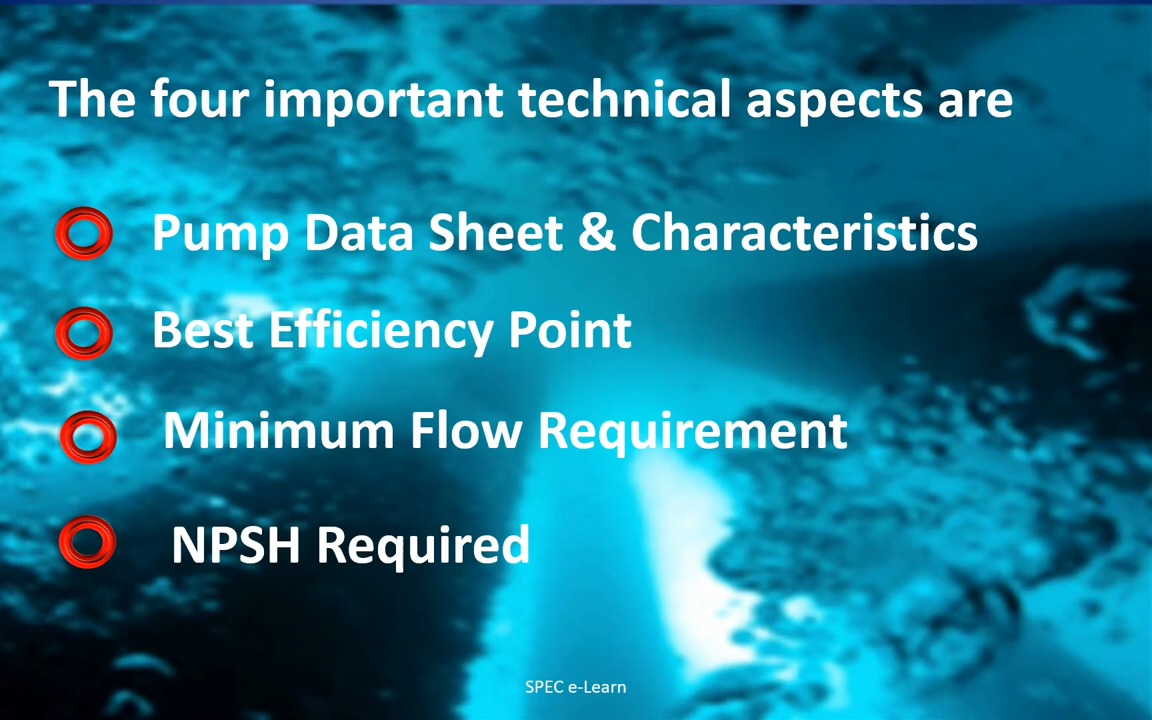 The four important technical aspects are
Pump Data Sheet & Characteristics
Best Efficiency Point
Minimum Flow Requirement
NPSH Required
SPEC e-Learn